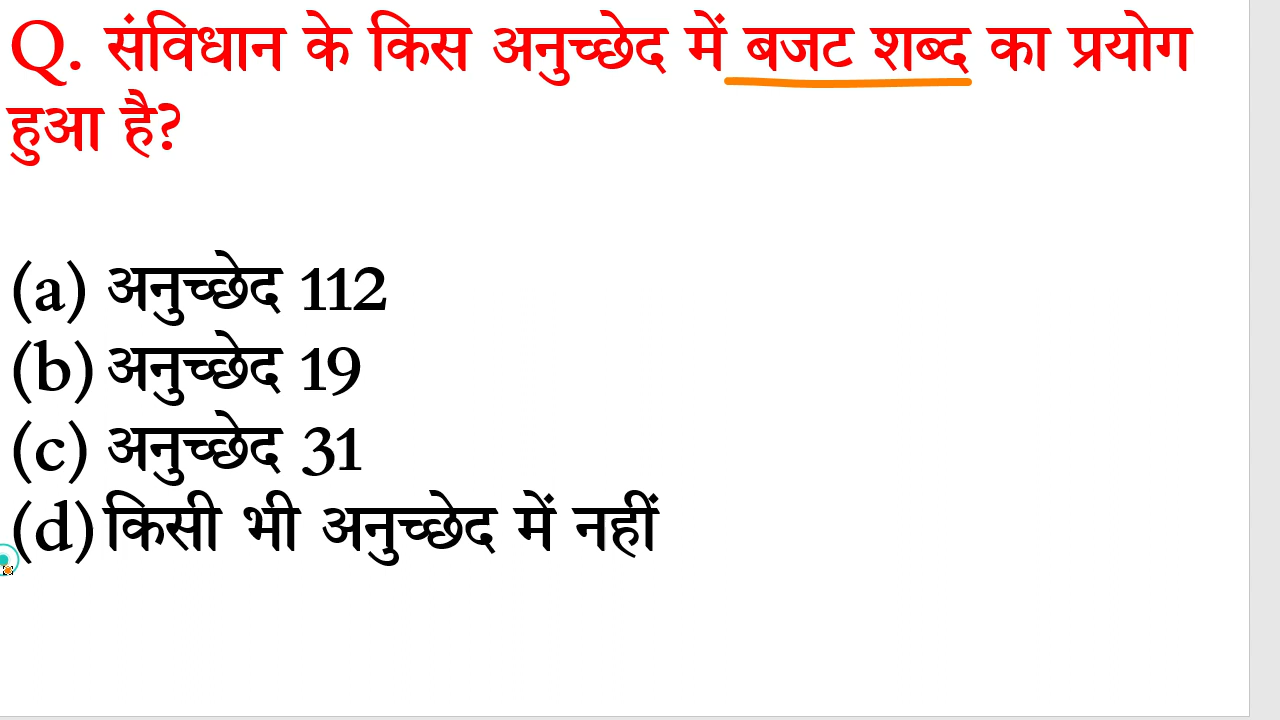 Q. संविधान के किस अनुच्छेद में बजट शब्द का प्रयोग
हुआ है?
(a) अनुच्छेद 112
(b) अनुच्छेद 19
(c) अनुच्छेद 31
(d) किसी भी अनुच्छेद में नहीं